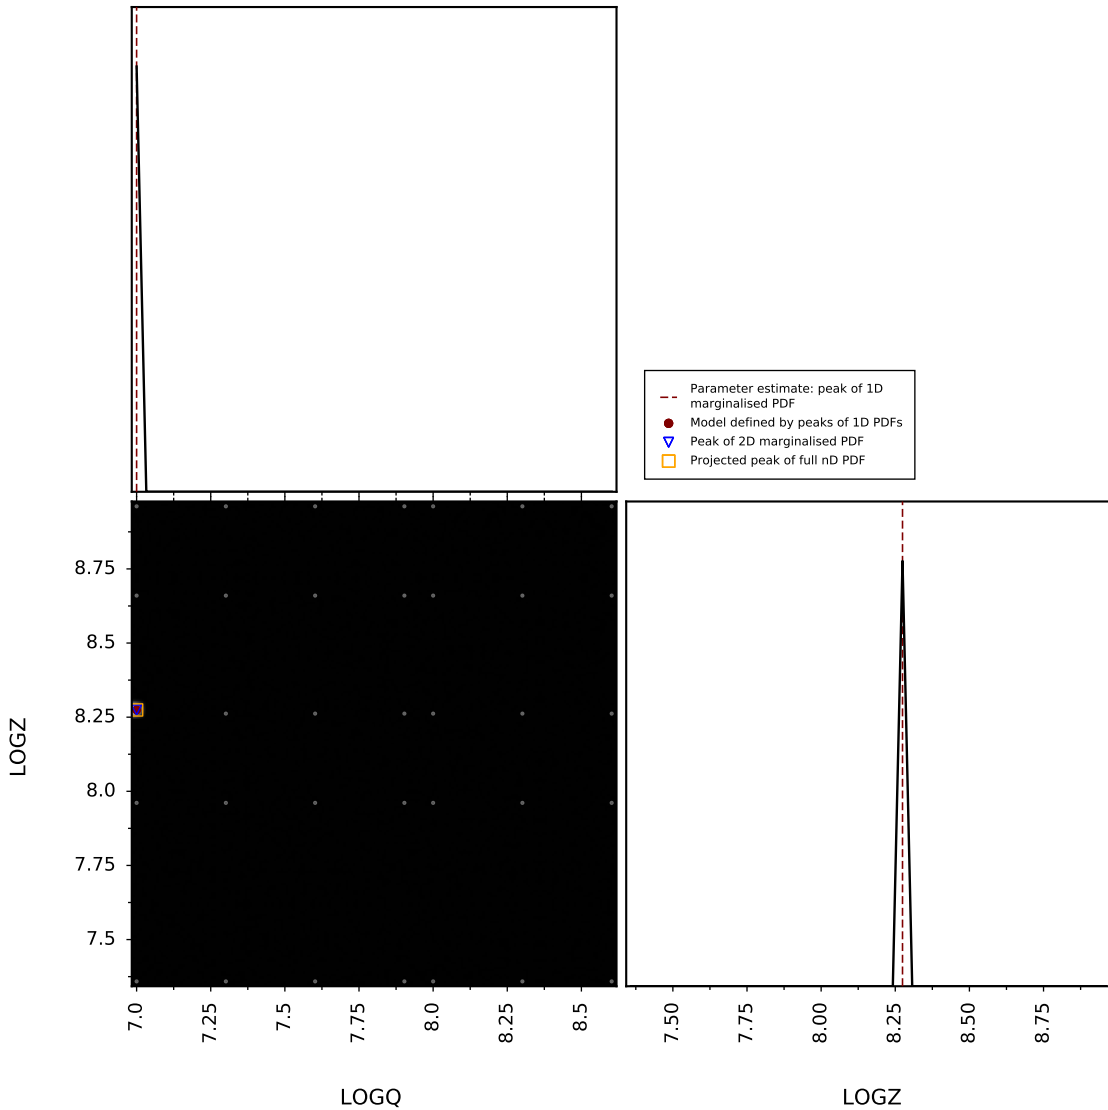 Parameter estimate: peak of 1D
marginalised PDF
Model defined by peaks of 1D PDFs
Peak of 2D marginalised PDF
Projected peak of full nD PDF
8.75
8.5
8.25
8.0
7.75
7.5
LOGZ
7.0 7.25 7.5 7.75 8.0 8.25 8.5
LOGQ
7.50 7.75 8.00 8.25 8.50 8.75
LOGZ